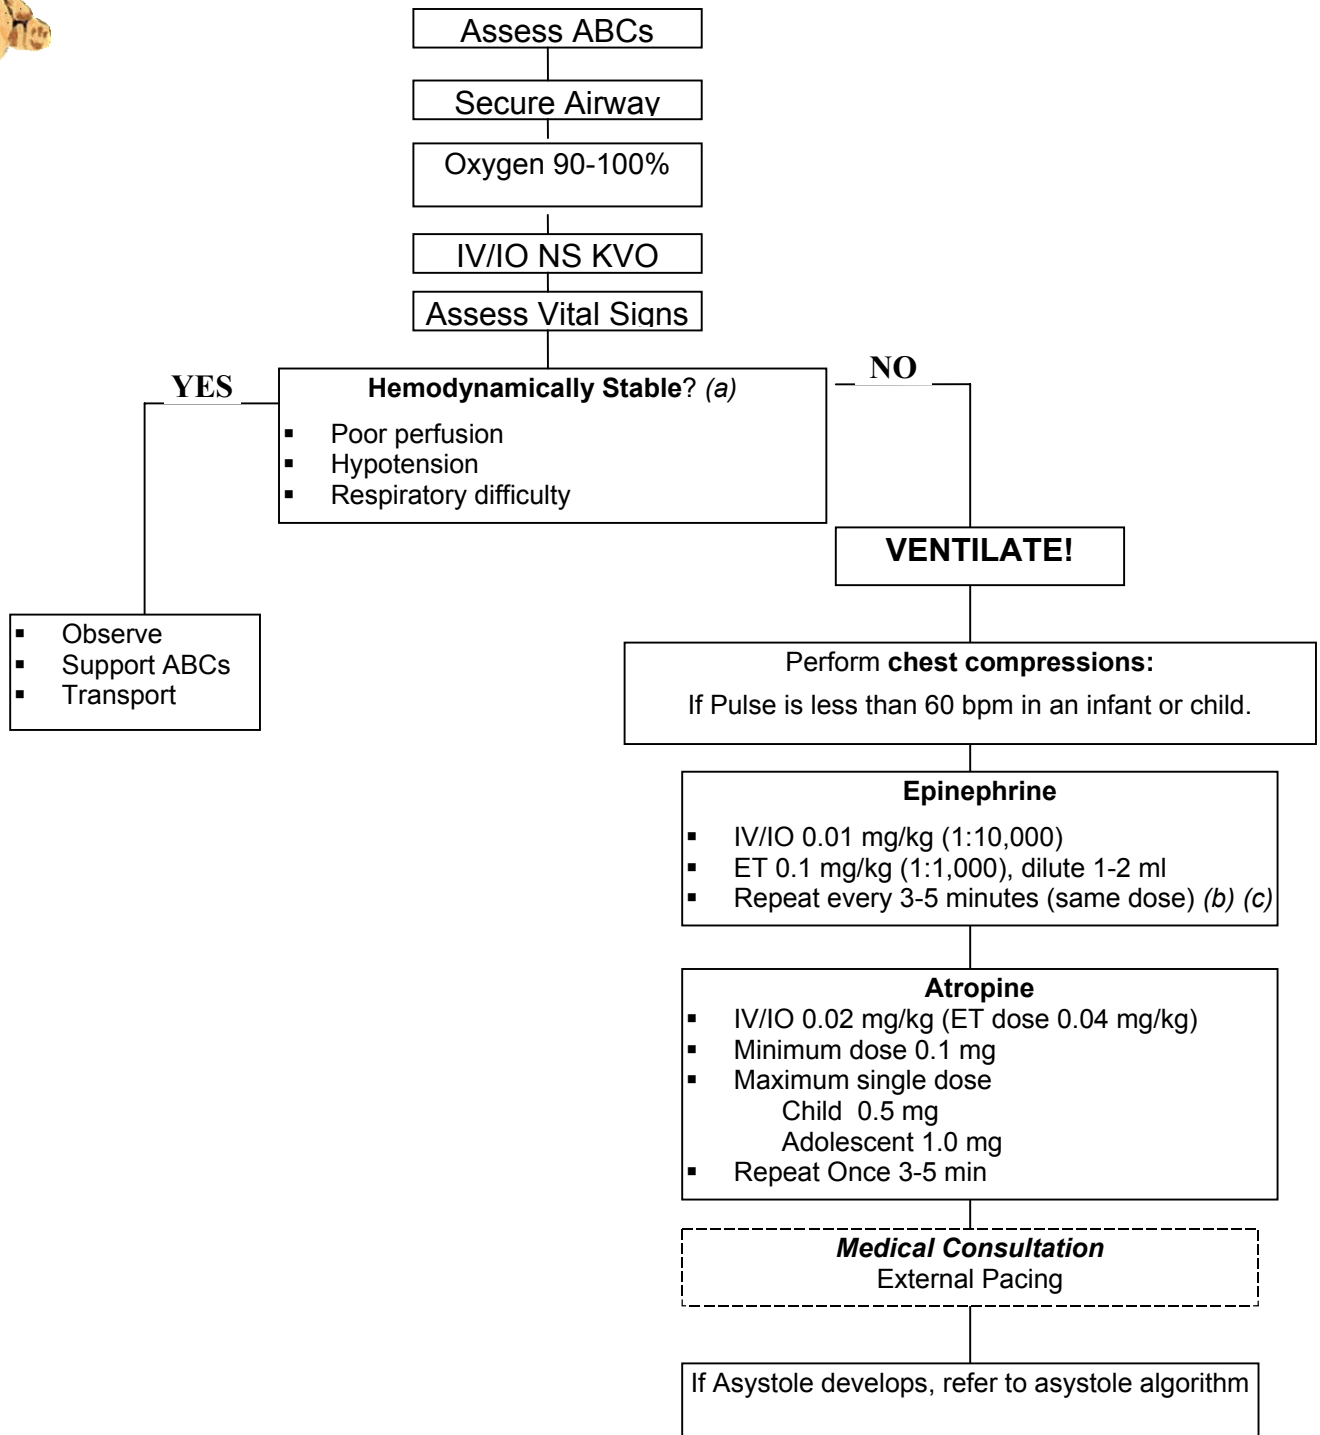 Assess ABCs
Secure Airway
Oxygen 90-100%
IV/IO NS KVO
Assess Vital Signs
YES
NO
Hemodynamically Stable? (a)
▪ Poor perfusion
▪ Hypotension
▪ Respiratory difficulty
VENTILATE!
▪ Observe
▪ Support ABCs
▪ Transport
Perform chest compressions:
If Pulse is less than 60 bpm in an infant or child.
Epinephrine
▪ IV/IO 0.01 mg/kg (1:10,000)
▪ ET 0.1 mg/kg (1:1,000), dilute 1-2 ml
▪ Repeat every 3-5 minutes (same dose) (b) (c)
Atropine
▪ IV/IO 0.02 mg/kg (ET dose 0.04 mg/kg)
▪ Minimum dose 0.1 mg
▪ Maximum single dose
Child 0.5 mg
Adolescent 1.0 mg
▪ Repeat Once 3-5 min
Medical Consultation
External Pacing
If Asystole develops, refer to asystole algorithm